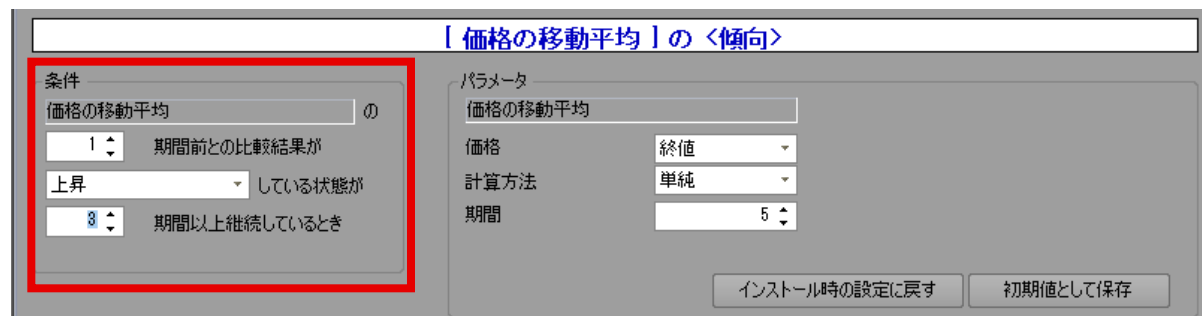 [ 価格の移動平均 ] の <傾向>
条件
価格の移動平均 の
1 期間前との比較結果が
上昇 している状態が
3 期間以上継続しているとき
パラメータ
価格の移動平均
価格 終値
計算方法 単純
期間 5
インストール時の設定に戻す 初期値として保存